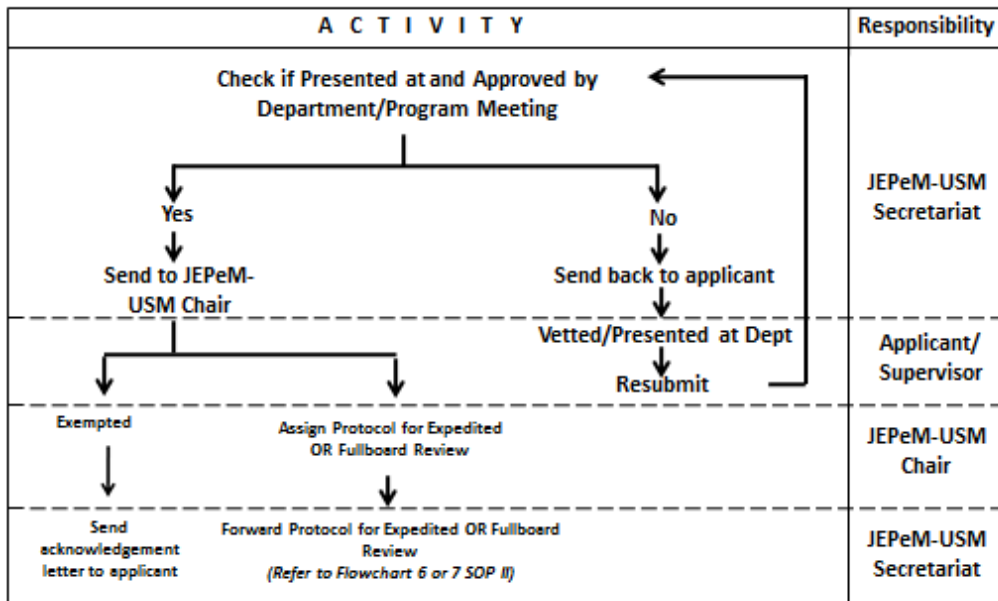 A C T I V I T Y
Responsibility
Check if Presented at and Approved by
Department/Program Meeting
JEPeM-USM
Secretariat
Yes
No
Send to JEPeM-
USM Chair
Send back to applicant
Vetted/Presented at Dept
Resubmit
Applicant/
Supervisor
Exempted
Assign Protocol for Expedited
OR Fullboard Review
JEPeM-USM
Chair
Send
acknowledgement
letter to applicant
Forward Protocol for Expedited OR Fullboard
Review
(Refer to Flowchart 6 or 7 SOP II)
JEPeM-USM
Secretariat